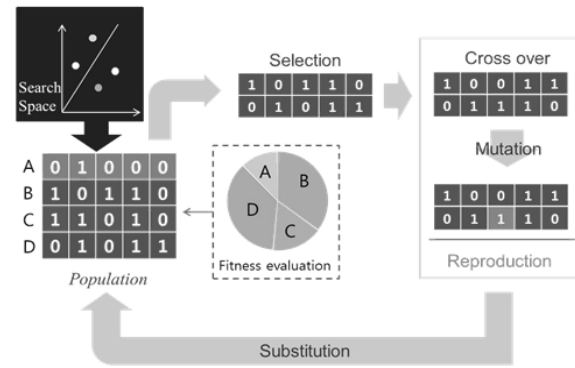 Search
Space
A 0 1 0 0 0
B 1 0 1 1 0
C 1 1 0 1 0
D 0 1 0 1 1
Population
A
B
D
C
Fitness evaluation
Selection
1 0 1 1 0
0 1 0 1 1
Cross over
1 0 0 1 1
0 1 1 1 0
Mutation
1 0 0 1 1
0 1 1 1 0
Reproduction
Substitution